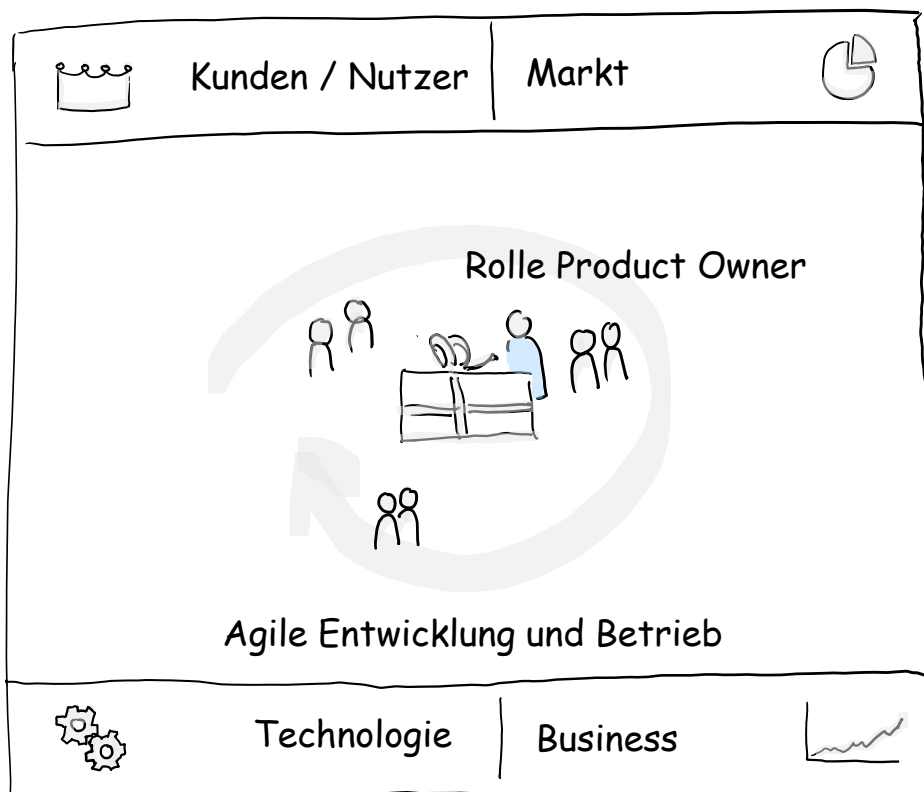 Kunden / Nutzer
Markt
Rolle Product Owner
Agile Entwicklung und Betrieb
Technologie
Business